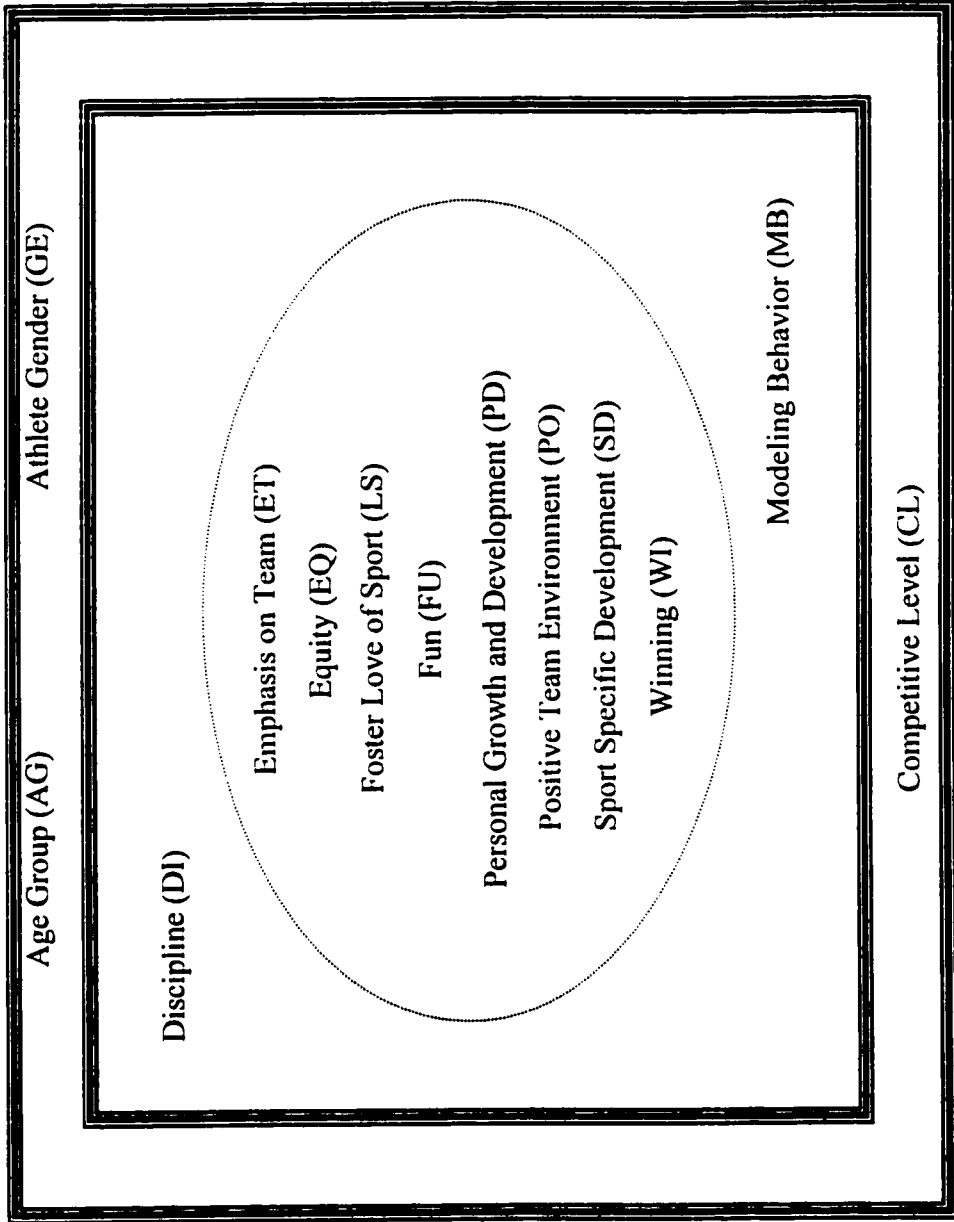 Age Group (AG)
Athlete Gender (GE)
Discipline (DI)
Emphasis on Team (ET)
Equity (EQ)
Foster Love of Sport (LS)
Fun (FU)
Personal Growth and Development (PD)
Positive Team Environment (PO)
Sport Specific Development (SD)
Winning (WI)
Modeling Behavior (MB)
Competitive Level (CL)